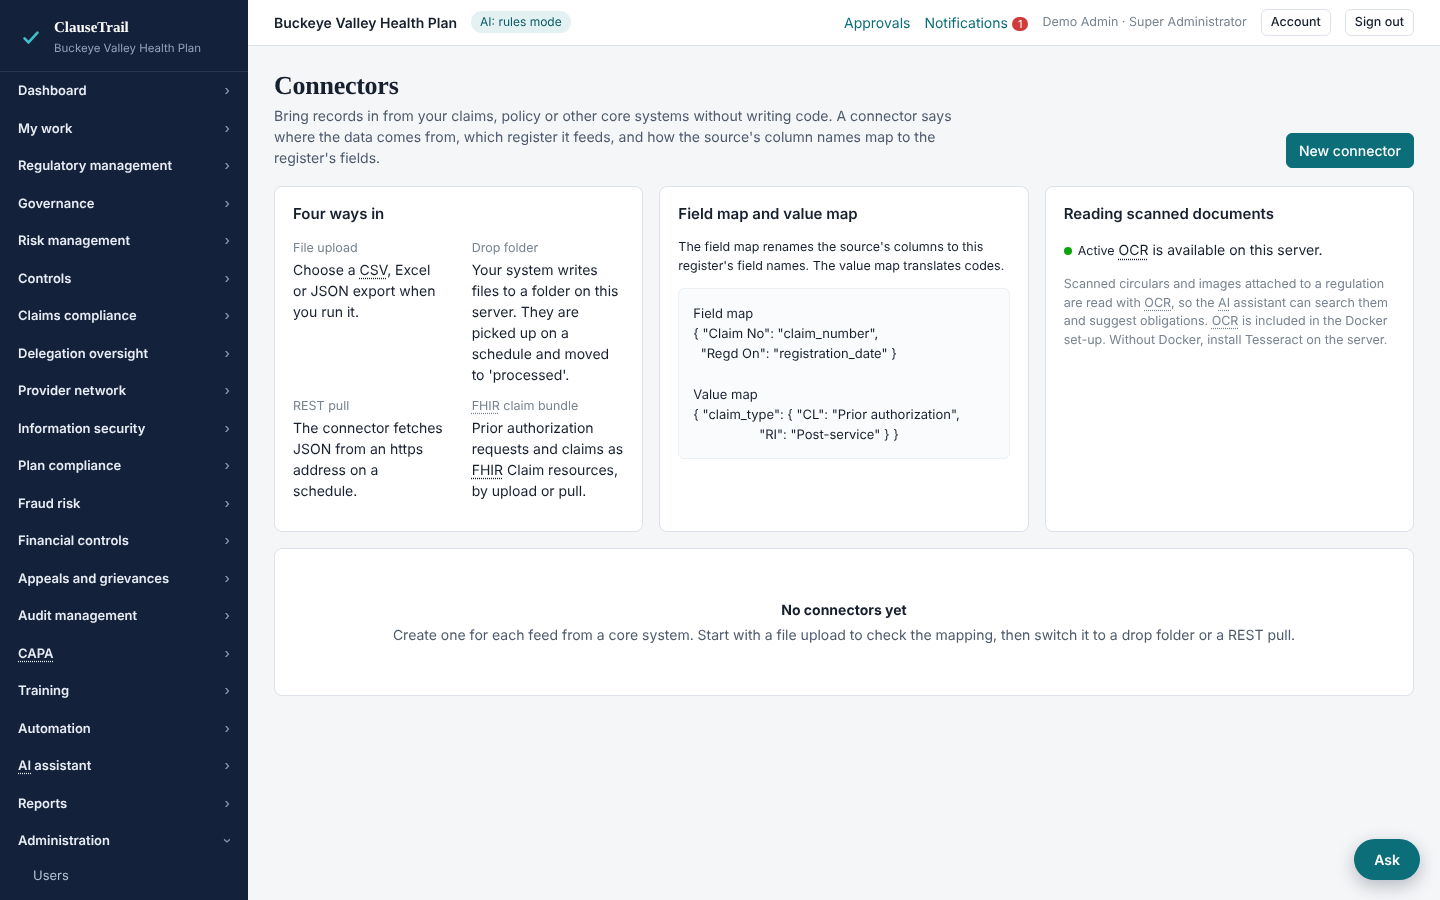 ClauseTrail
Buckeye Valley Health Plan
Dashboard
My work
Regulatory management
Governance
Risk management
Controls
Claims compliance
Delegation oversight
Provider network
Information security
Plan compliance
Fraud risk
Financial controls
Appeals and grievances
Audit management
CAPA
Training
Automation
AI assistant
Reports
Administration
Users
Buckeye Valley Health Plan AI: rules mode
Approvals Notifications 1 Demo Admin · Super Administrator Account Sign out
Connectors
Bring records in from your claims, policy or other core systems without writing code. A connector says
where the data comes from, which register it feeds, and how the source's column names map to the
register's fields.
New connector
Four ways in
File upload
Choose a CSV, Excel
or JSON export when
you run it.
Drop folder
Your system writes
files to a folder on this
server. They are
picked up on a
schedule and moved
to 'processed'.
REST pull
The connector fetches
JSON from an https
address on a
schedule.
FHIR claim bundle
Prior authorization
requests and claims as
FHIR Claim resources,
by upload or pull.
Field map and value map
The field map renames the source's columns to this
register's field names. The value map translates codes.
Field map
{ "Claim No": "claim_number",
"Regd On": "registration_date" }
Value map
{ "claim_type": { "CL": "Prior authorization",
"RI": "Post-service" } }
Reading scanned documents
Active OCR is available on this server.
Scanned circulars and images attached to a regulation
are read with OCR, so the AI assistant can search them
and suggest obligations. OCR is included in the Docker
set-up. Without Docker, install Tesseract on the server.
No connectors yet
Create one for each feed from a core system. Start with a file upload to check the mapping, then switch it to a drop folder or a REST pull.
Ask